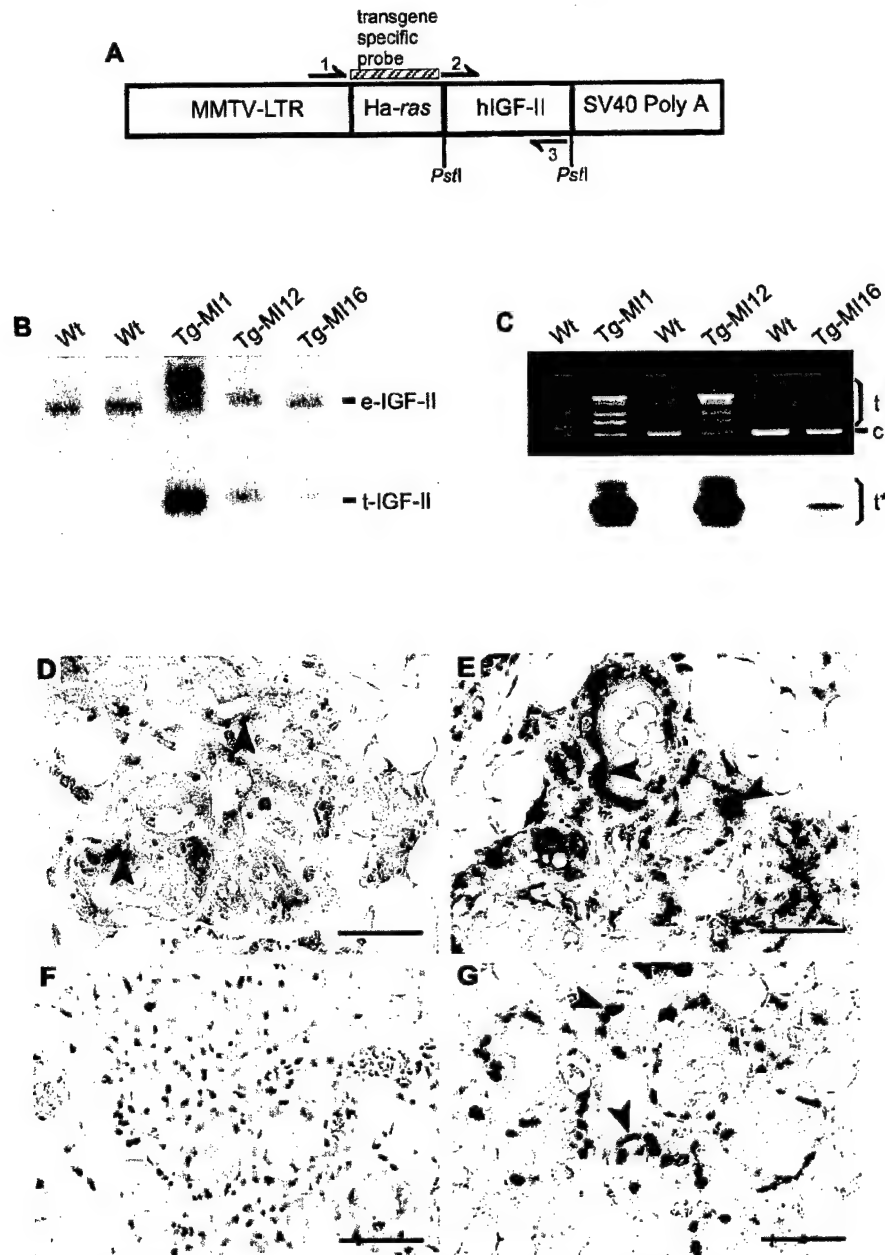 A
transgene
specific
probe
1
2
MMTV-LTR
Ha-ras
hIGF-II
SV40 Poly A
3
PstI
PstI
B
Wt
Wt
Tg-MI1
Tg-MI12
Tg-MI16
e-IGF-II
t-IGF-II
C
Wt
Tg-MI1
Wt
Tg-MI12
Wt
Tg-MI16
t
c
t*
D
E
F
G